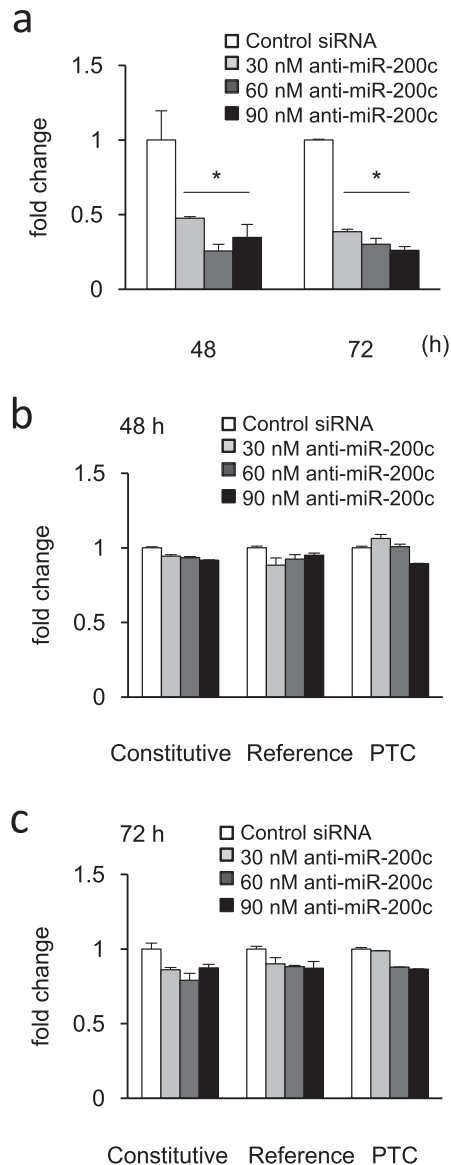 a
Control siRNA
30 nM anti-miR-200c
60 nM anti-miR-200c
90 nM anti-miR-200c
fold change
1.5
1
0.5
0
*
*
48
72
(h)
b
48 h
Control siRNA
30 nM anti-miR-200c
60 nM anti-miR-200c
90 nM anti-miR-200c
fold change
1.5
1
0.5
0
Constitutive
Reference
PTC
c
72 h
Control siRNA
30 nM anti-miR-200c
60 nM anti-miR-200c
90 nM anti-miR-200c
fold change
1.5
1
0.5
0
Constitutive
Reference
PTC